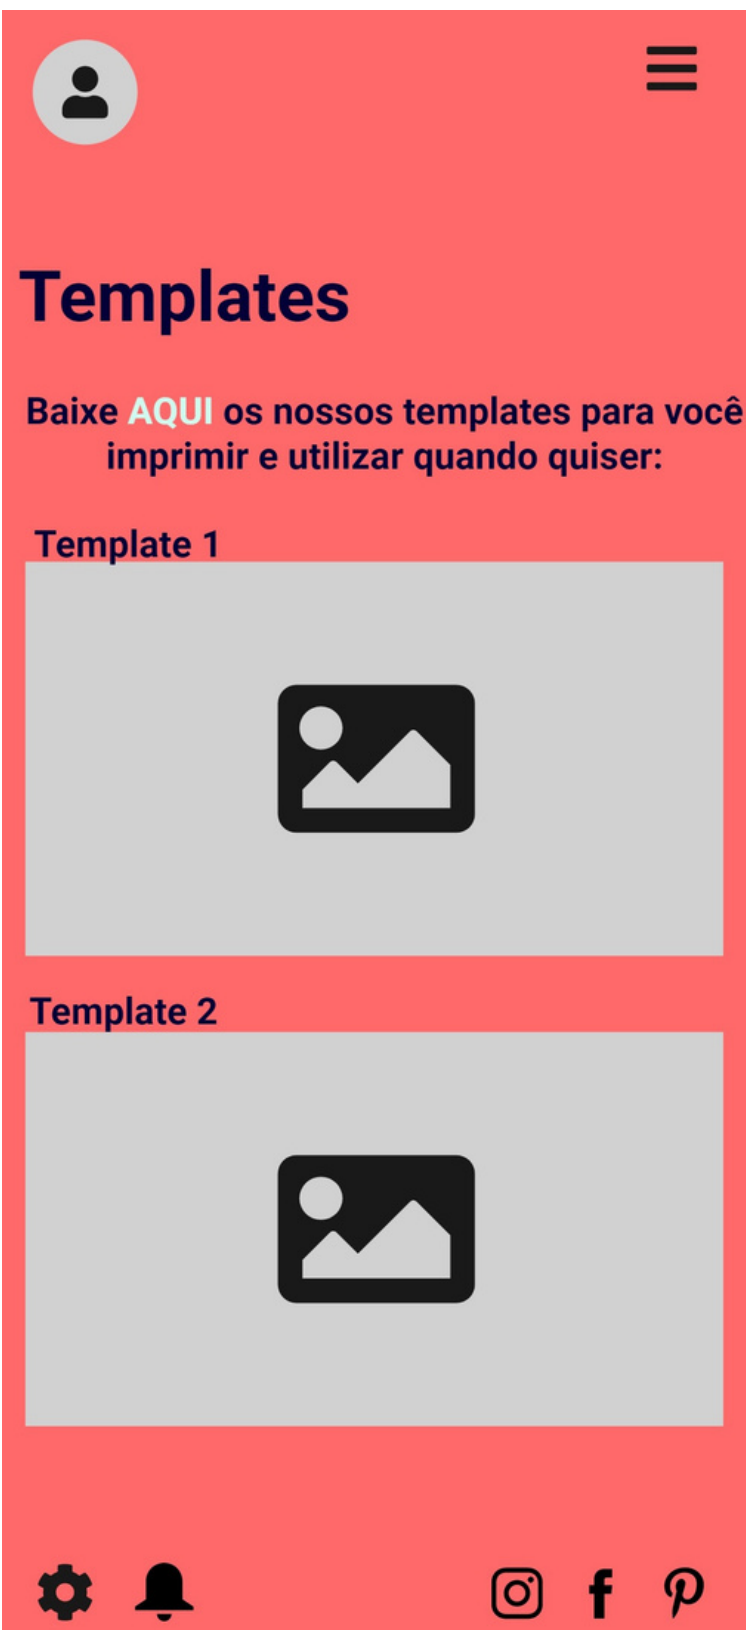 Templates
Baixe AQUI os nossos templates para você
imprimir e utilizar quando quiser:
Template 1
Template 2